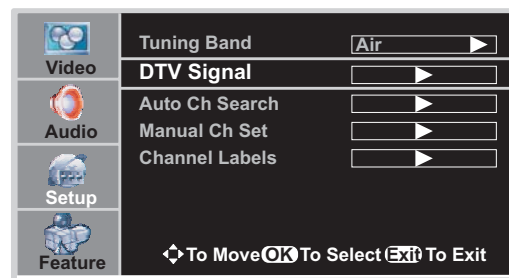 Video
Audio
Setup
Feature
Tuning Band Air
DTV Signal
Auto Ch Search
Manual Ch Set
Channel Labels
To Move OK To Select Exit To Exit